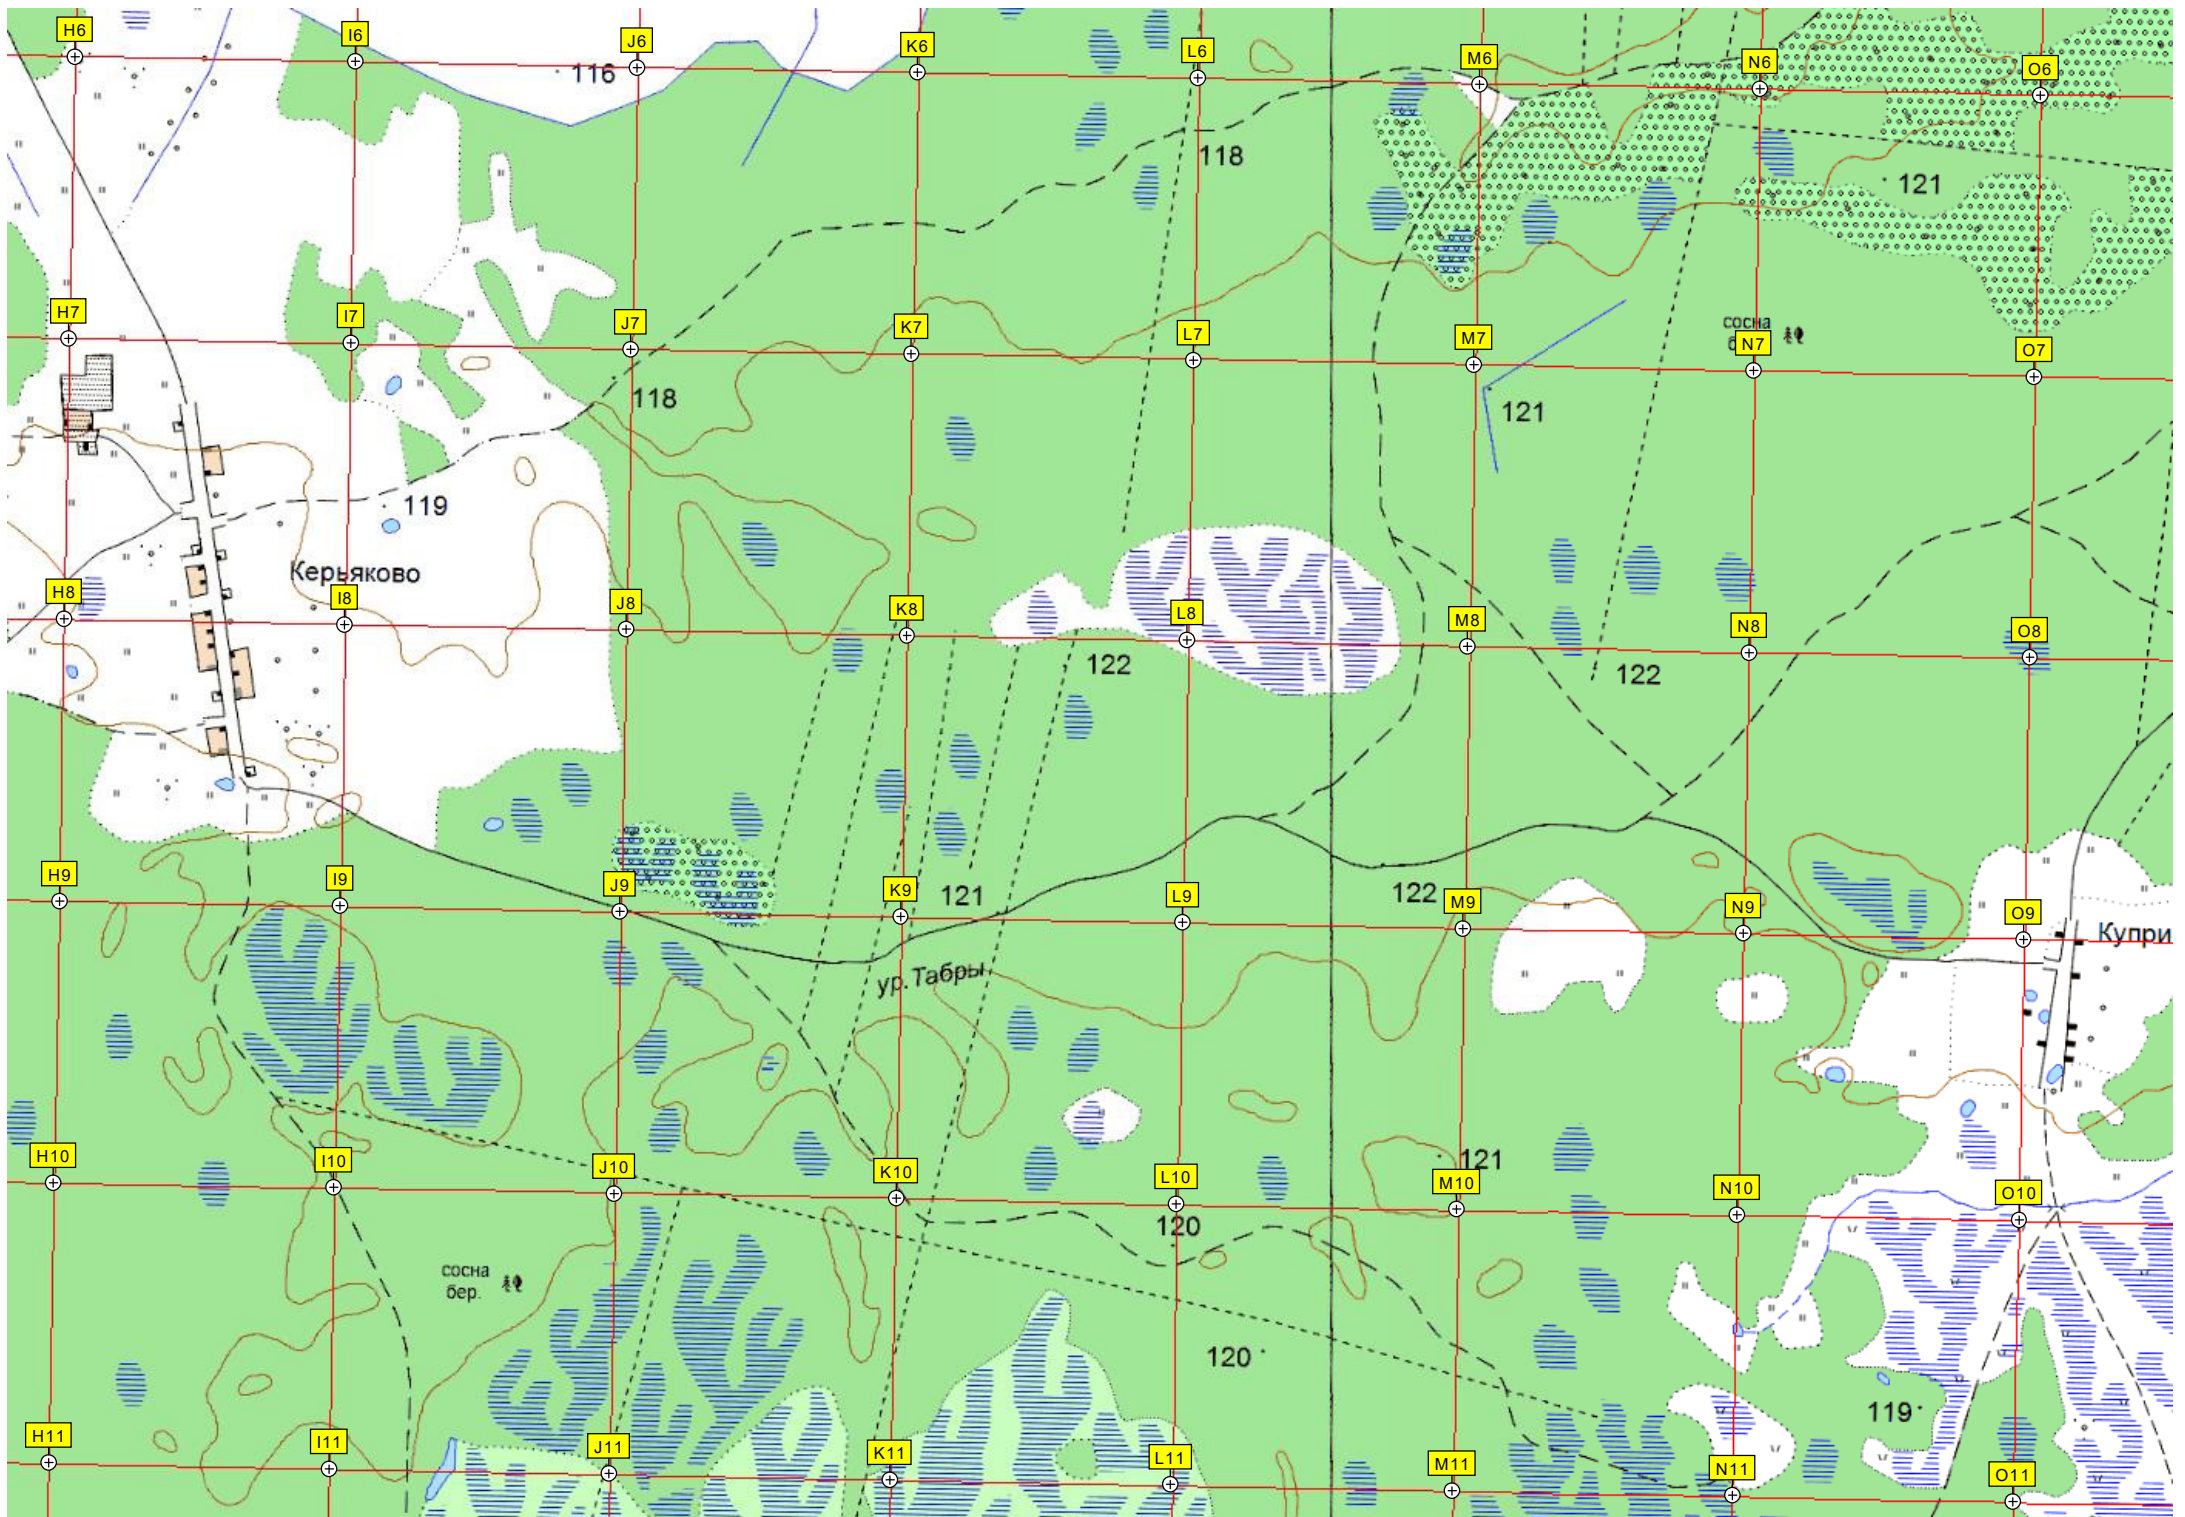 H6
I6
J6
K6
L6
M6
N6
O6
116
118
121
H7
I7
J7
K7
L7
M7
сосна
N7
O7
118
121
119
Керьяково
H8
I8
J8
K8
L8
M8
N8
O8
122
122
H9
I9
J9
K9
121
L9
122
M9
N9
O9
Купри
ур.Табры
H10
I10
J10
K10
L10
121
M10
N10
O10
120
сосна
бер.
120
119
H11
I11
J11
K11
L11
M11
N11
O11